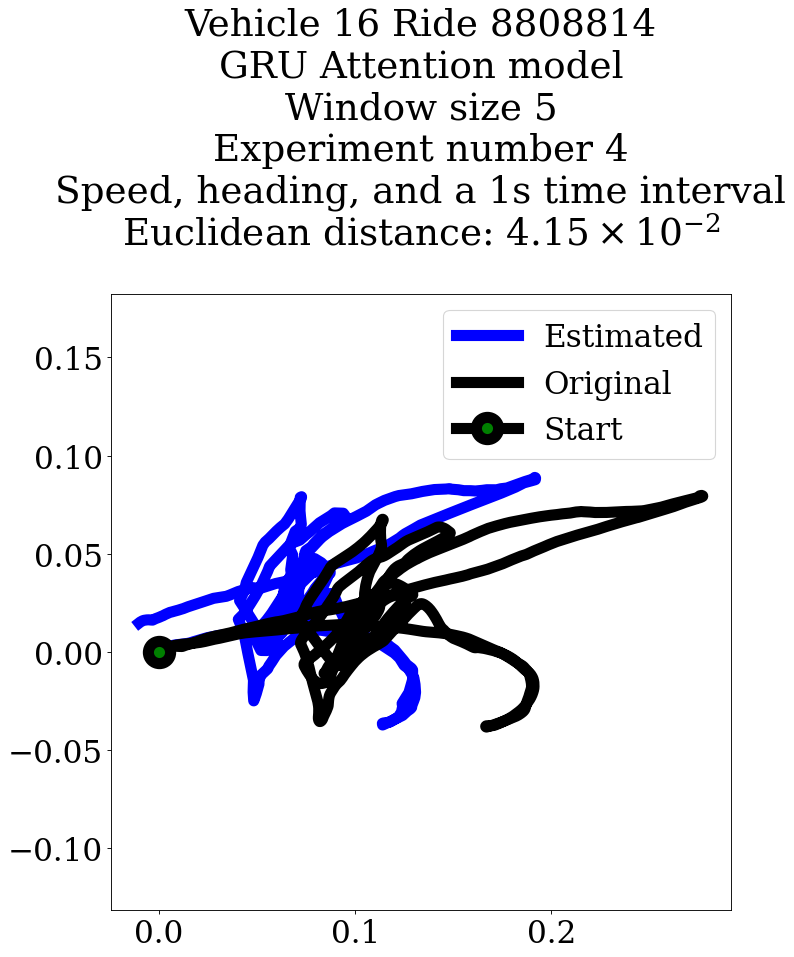 Vehicle 16 Ride 8808814
GRU Attention model
Window size 5
Experiment number 4
Speed, heading, and a 1s time interval
Euclidean distance: 4.15 × 10⁻²
Estimated
Original
Start
0.15
0.10
0.05
0.00
−0.05
−0.10
0.0
0.1
0.2